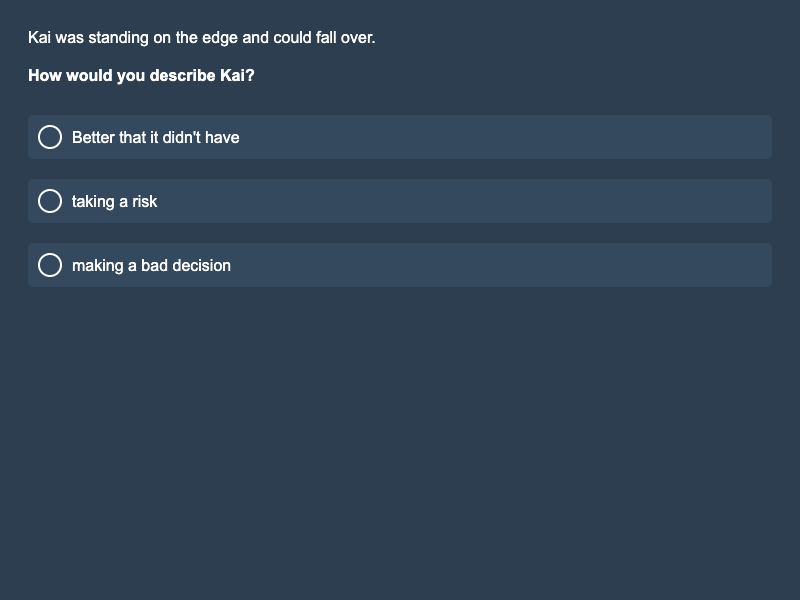 Kai was standing on the edge and could fall over.
How would you describe Kai?
Better that it didn't have
taking a risk
making a bad decision